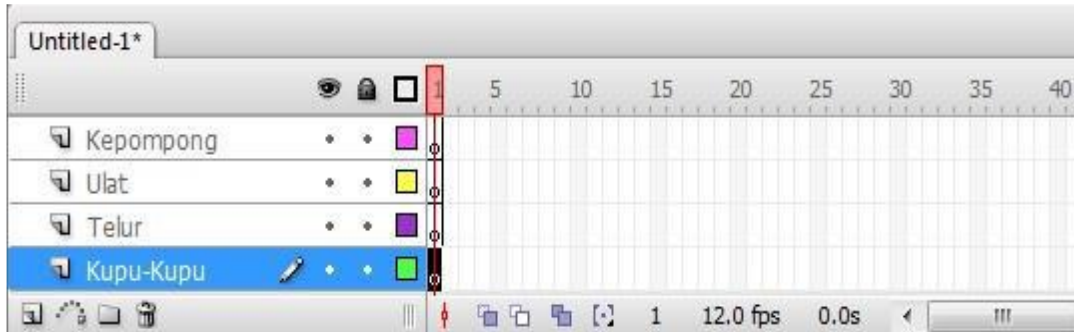 Untitled-1*
1 5 10 15 20 25 30 35 40
Kepompong
Ulat
Telur
Kupu-Kupu
1 12.0 fps 0.0s